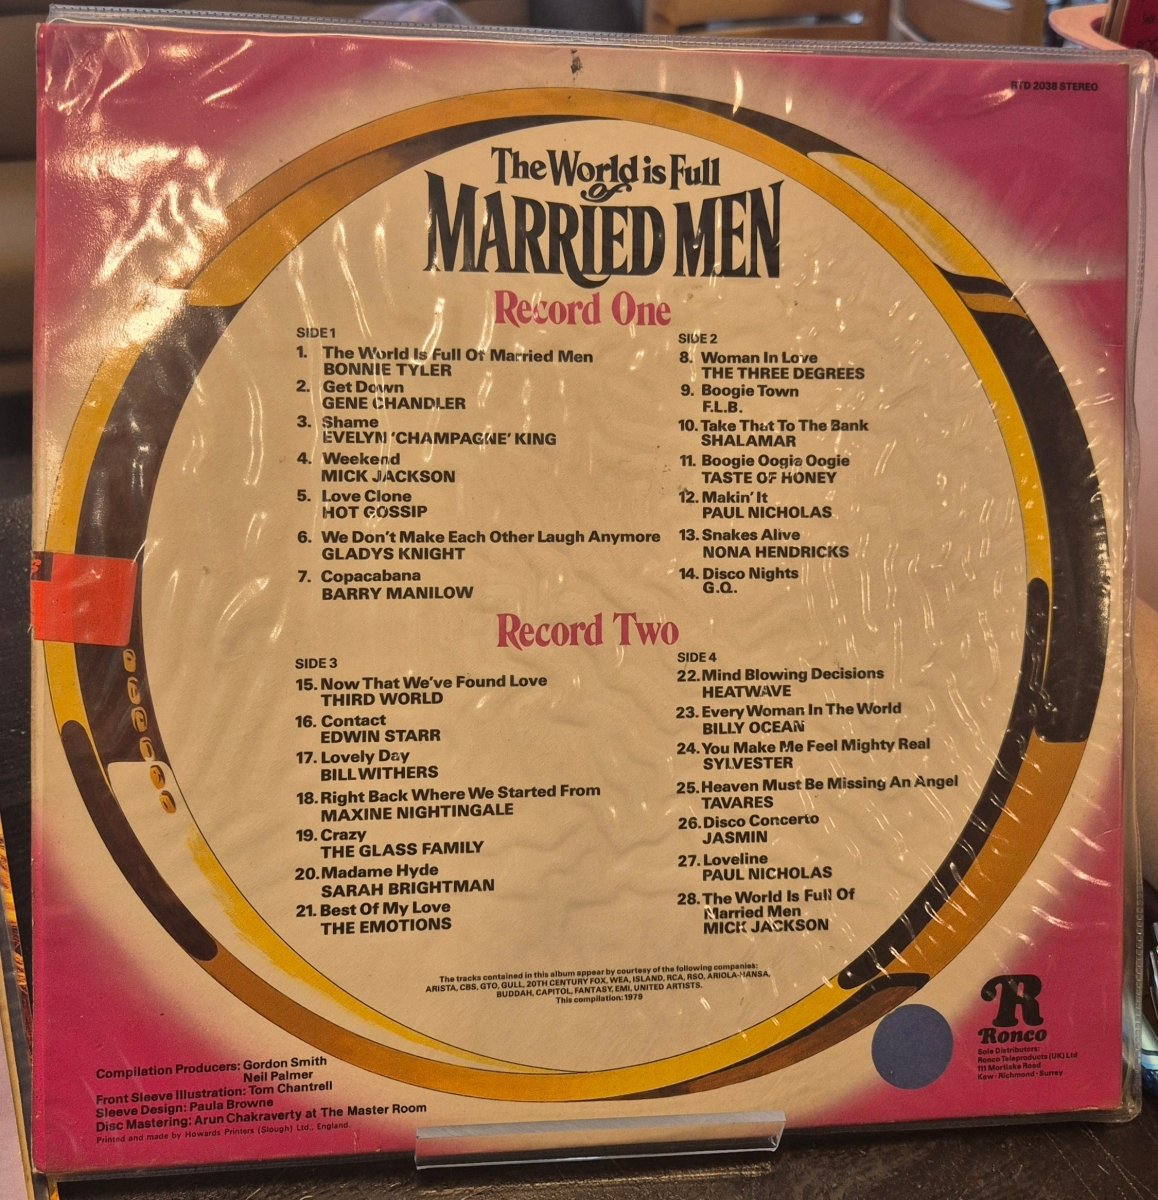 RTD 2038 STEREO
The World is Full
of
MARRIED MEN
Record One
SIDE 1
1. The World Is Full Of Married Men
BONNIE TYLER
2. Get Down
GENE CHANDLER
3. Shame
EVELYN 'CHAMPAGNE' KING
4. Weekend
MICK JACKSON
5. Love Clone
HOT GOSSIP
6. We Don't Make Each Other Laugh Anymore
GLADYS KNIGHT
7. Copacabana
BARRY MANILOW
SIDE 2
8. Woman In Love
THE THREE DEGREES
9. Boogie Town
F.L.B.
10. Take That To The Bank
SHALAMAR
11. Boogie Oogie Oogie
TASTE OF HONEY
12. Makin' It
PAUL NICHOLAS
13. Snakes Alive
NONA HENDRICKS
14. Disco Nights
G.Q.
Record Two
SIDE 3
15. Now That We've Found Love
THIRD WORLD
16. Contact
EDWIN STARR
17. Lovely Day
BILL WITHERS
18. Right Back Where We Started From
MAXINE NIGHTINGALE
19. Crazy
THE GLASS FAMILY
20. Madame Hyde
SARAH BRIGHTMAN
21. Best Of My Love
THE EMOTIONS
SIDE 4
22. Mind Blowing Decisions
HEATWAVE
23. Every Woman In The World
BILLY OCEAN
24. You Make Me Feel Mighty Real
SYLVESTER
25. Heaven Must Be Missing An Angel
TAVARES
26. Disco Concerto
JASMIN
27. Loveline
PAUL NICHOLAS
28. The World Is Full Of
Married Men
MICK JACKSON
The tracks contained in this album appear by courtesy of the following companies:
ARISTA, CBS, GTO, GULL, 20TH CENTURY FOX, WEA, ISLAND, RCA, RSO, ARIOLA-HANSA,
BUDDAH, CAPITOL, FANTASY, EMI, UNITED ARTISTS.
This compilation: 1979
Compilation Producers: Gordon Smith
Neil Palmer
Front Sleeve Illustration: Tom Chantrell
Sleeve Design: Paula Browne
Disc Mastering: Arun Chakraverty at The Master Room
Printed and made by Howards Printers (Slough) Ltd., England.
R
Ronco
Sole Distributors:
Ronco Teleproducts (UK) Ltd
111 Mortlake Road
Kew · Richmond · Surrey